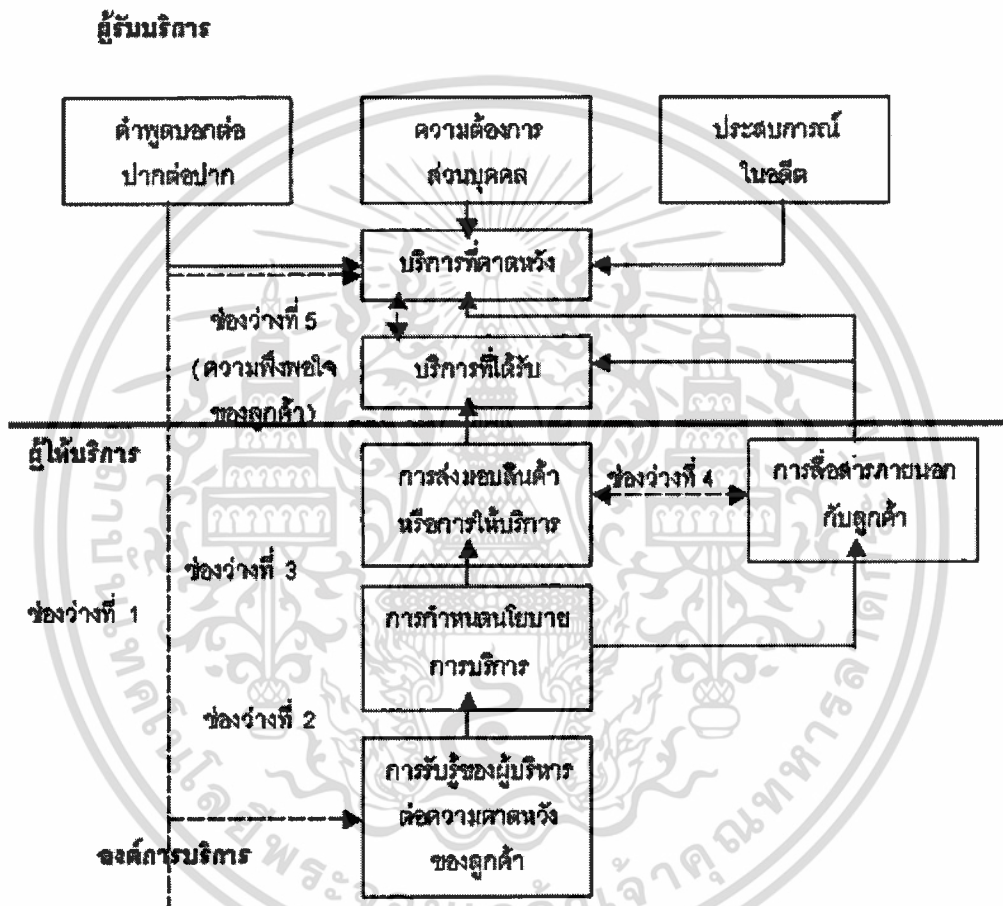 ผู้รับบริการ
คำพูดบอกต่อ
ปากต่อปาก
ความต้องการ
ส่วนบุคคล
ประสบการณ์
ในอดีต
บริการที่คาดหวัง
ช่องว่างที่ 5
(ความพึงพอใจ
ของลูกค้า)
บริการที่ได้รับ
ผู้ให้บริการ
การส่งมอบสินค้า
หรือการให้บริการ
ช่องว่างที่ 4
การสื่อสารภายนอก
กับลูกค้า
ช่องว่างที่ 3
ช่องว่างที่ 1
การกำหนดนโยบาย
การบริการ
ช่องว่างที่ 2
การรับรู้ของผู้บริหาร
ต่อความคาดหวัง
ของลูกค้า
องค์การบริการ